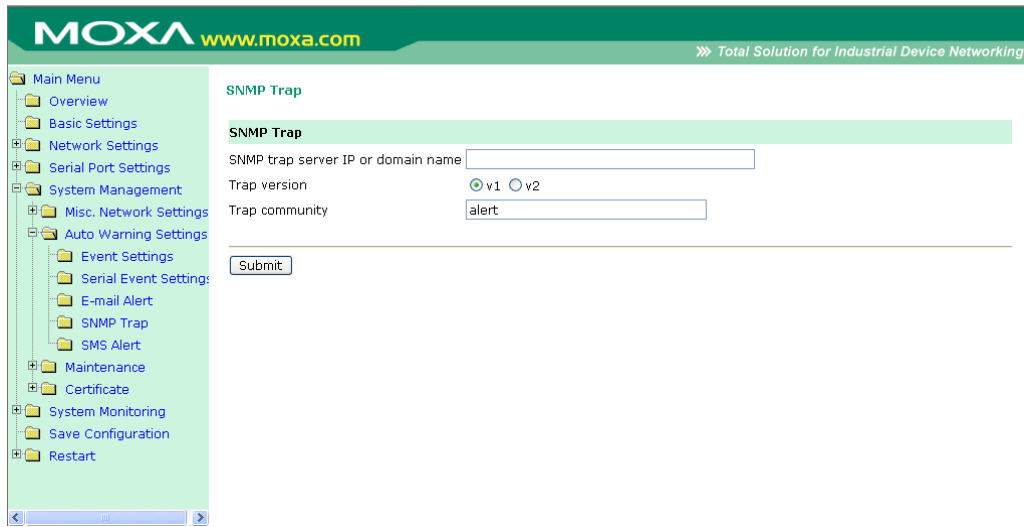 MOXA www.moxa.com
Total Solution for Industrial Device Networking
Main Menu
Overview
Basic Settings
Network Settings
Serial Port Settings
System Management
Misc. Network Settings
Auto Warning Settings
Event Settings
Serial Event Settings
E-mail Alert
SNMP Trap
SMS Alert
Maintenance
Certificate
System Monitoring
Save Configuration
Restart
SNMP Trap
SNMP Trap
SNMP trap server IP or domain name
Trap version v1 v2
Trap community alert
Submit